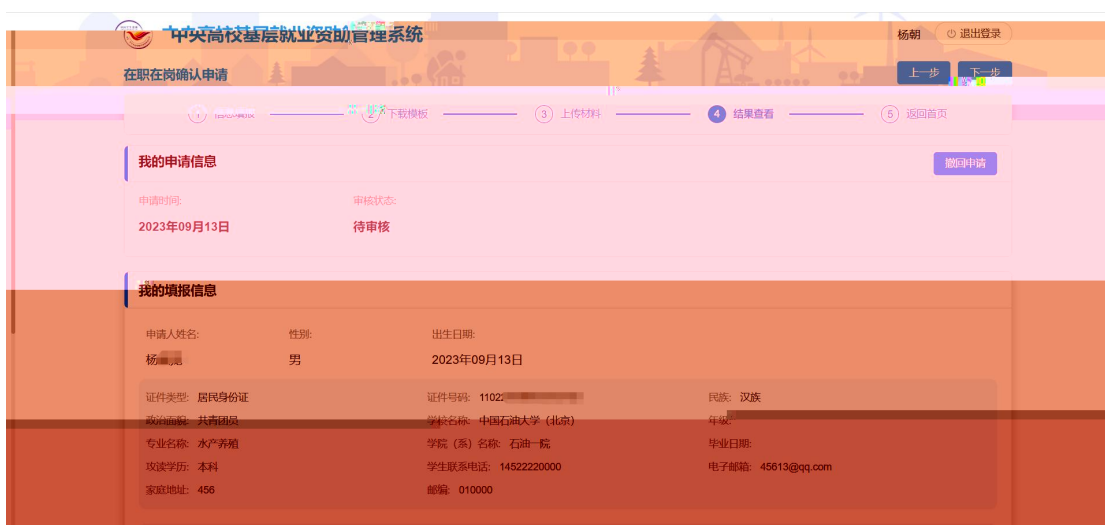 中央高校基层就业资助管理系统
杨朝 退出登录
在职在岗确认申请 上一步 下一步
1 信息填报 2 下载模板 3 上传材料 4 结果查看 5 返回首页
我的申请信息 撤回申请
申请时间: 审核状态:
2023年09月13日 待审核
我的填报信息
申请人姓名: 性别: 出生日期:
杨 男 2023年09月13日
证件类型: 居民身份证 证件号码: 1102 民族: 汉族
政治面貌: 共青团员 学校名称: 中国石油大学（北京） 年级:
专业名称: 水产养殖 学院（系）名称: 石油一院 毕业日期:
攻读学历: 本科 学生联系电话: 14522220000 电子邮箱: 45613@qq.com
家庭地址: 456 邮编: 010000